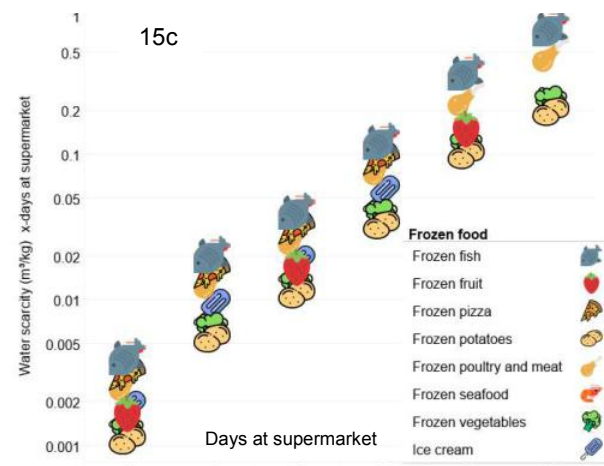 15c
1
0.5
0.2
0.1
0.05
0.02
0.01
0.005
0.002
0.001
Water scarcity (m³/kg) x-days at supermarket
Days at supermarket
Frozen food
Frozen fish
Frozen fruit
Frozen pizza
Frozen potatoes
Frozen poultry and meat
Frozen seafood
Frozen vegetables
Ice cream